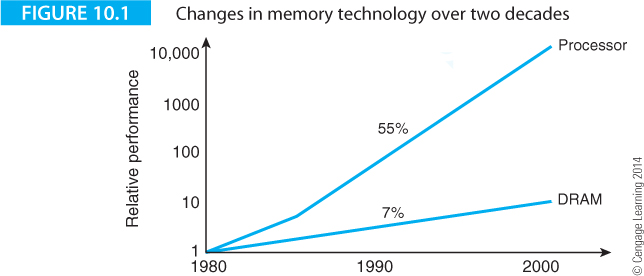 FIGURE 10.1 Changes in memory technology over two decades
Relative performance
10,000
1000
100
10
1
Processor
55%
DRAM
7%
1980 1990 2000
© Cengage Learning 2014